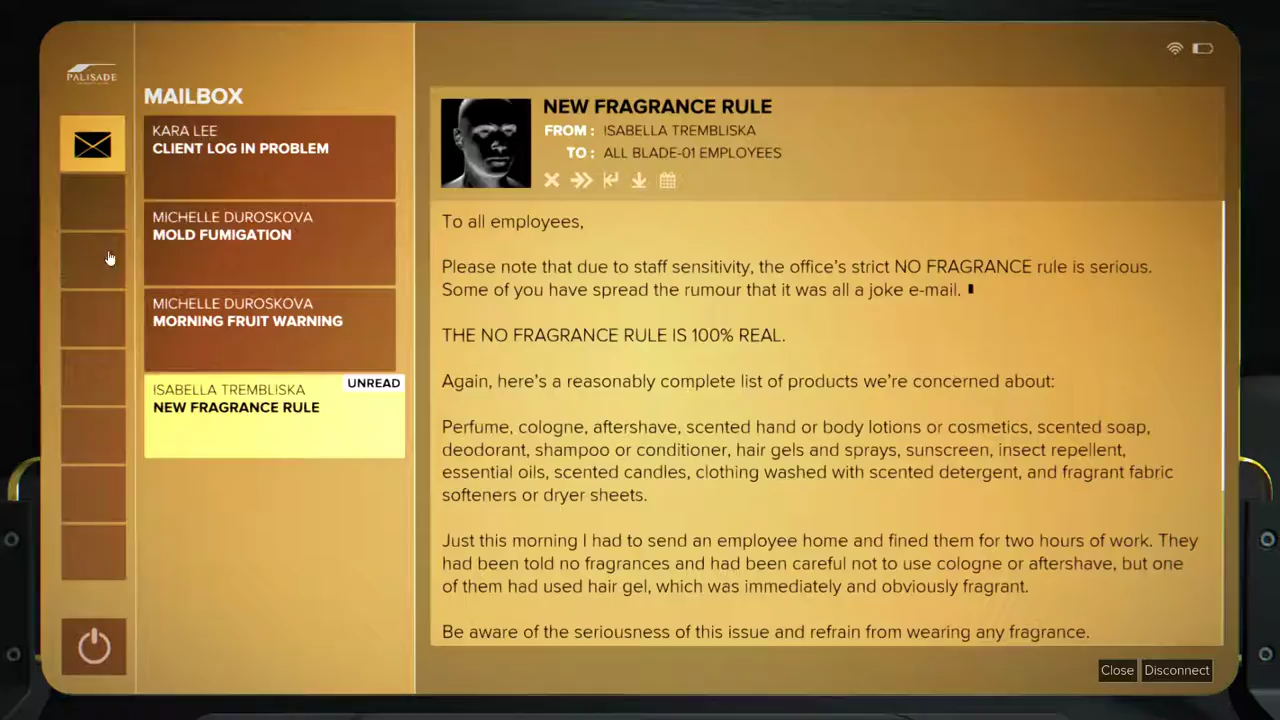 PALISADE
MAILBOX
KARA LEE
CLIENT LOG IN PROBLEM
MICHELLE DUROSKOVA
MOLD FUMIGATION
MICHELLE DUROSKOVA
MORNING FRUIT WARNING
ISABELLA TREMBLISKA
UNREAD
NEW FRAGRANCE RULE
NEW FRAGRANCE RULE
FROM : ISABELLA TREMBLISKA
TO : ALL BLADE-01 EMPLOYEES
To all employees,
Please note that due to staff sensitivity, the office's strict NO FRAGRANCE rule is serious.
Some of you have spread the rumour that it was all a joke e-mail.
THE NO FRAGRANCE RULE IS 100% REAL.
Again, here's a reasonably complete list of products we're concerned about:
Perfume, cologne, aftershave, scented hand or body lotions or cosmetics, scented soap,
deodorant, shampoo or conditioner, hair gels and sprays, sunscreen, insect repellent,
essential oils, scented candles, clothing washed with scented detergent, and fragrant fabric
softeners or dryer sheets.
Just this morning I had to send an employee home and fined them for two hours of work. They
had been told no fragrances and had been careful not to use cologne or aftershave, but one
of them had used hair gel, which was immediately and obviously fragrant.
Be aware of the seriousness of this issue and refrain from wearing any fragrance.
Close
Disconnect